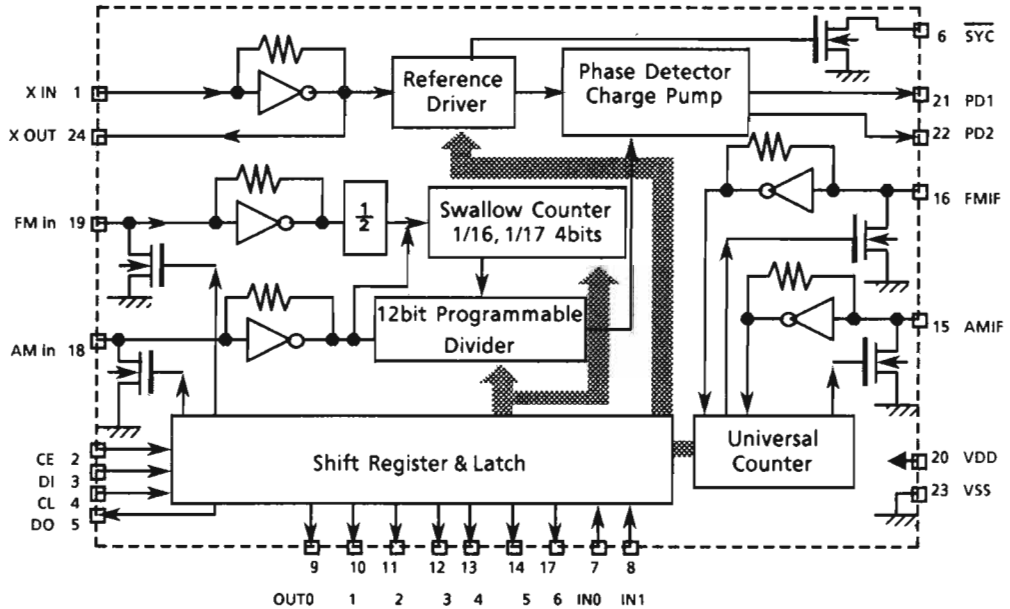 6 SYC
Reference
Driver
Phase Detector
Charge Pump
X IN 1
21 PD1
X OUT 24
22 PD2
FM in 19
1/2
Swallow Counter
1/16, 1/17 4bits
16 FMIF
12bit Programmable
Divider
AM in 18
15 AMIF
Shift Register & Latch
Universal
Counter
CE 2
DI 3
CL 4
DO 5
20 VDD
23 VSS
9 10 11 12 13 14 17 7 8
OUT0 1 2 3 4 5 6 IN0 IN1